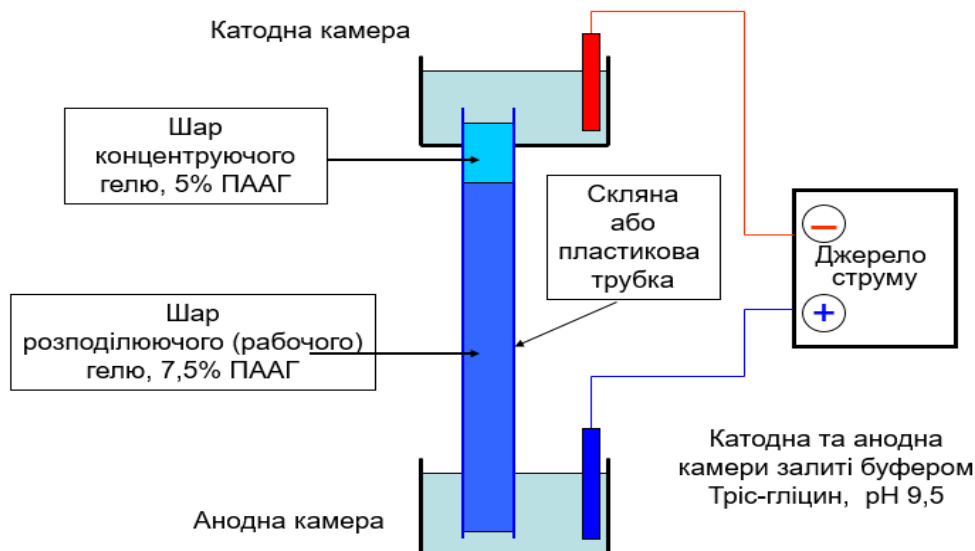 Катодна камера
Шар
концентруючого
гелю, 5% ПААГ
Скляна
або
пластикова
трубка
Джерело
струму
Шар
розподілюючого (рабочого)
гелю, 7,5% ПААГ
Катодна та анодна
камери залиті буфером
Тріс-гліцин, pH 9,5
Анодна камера